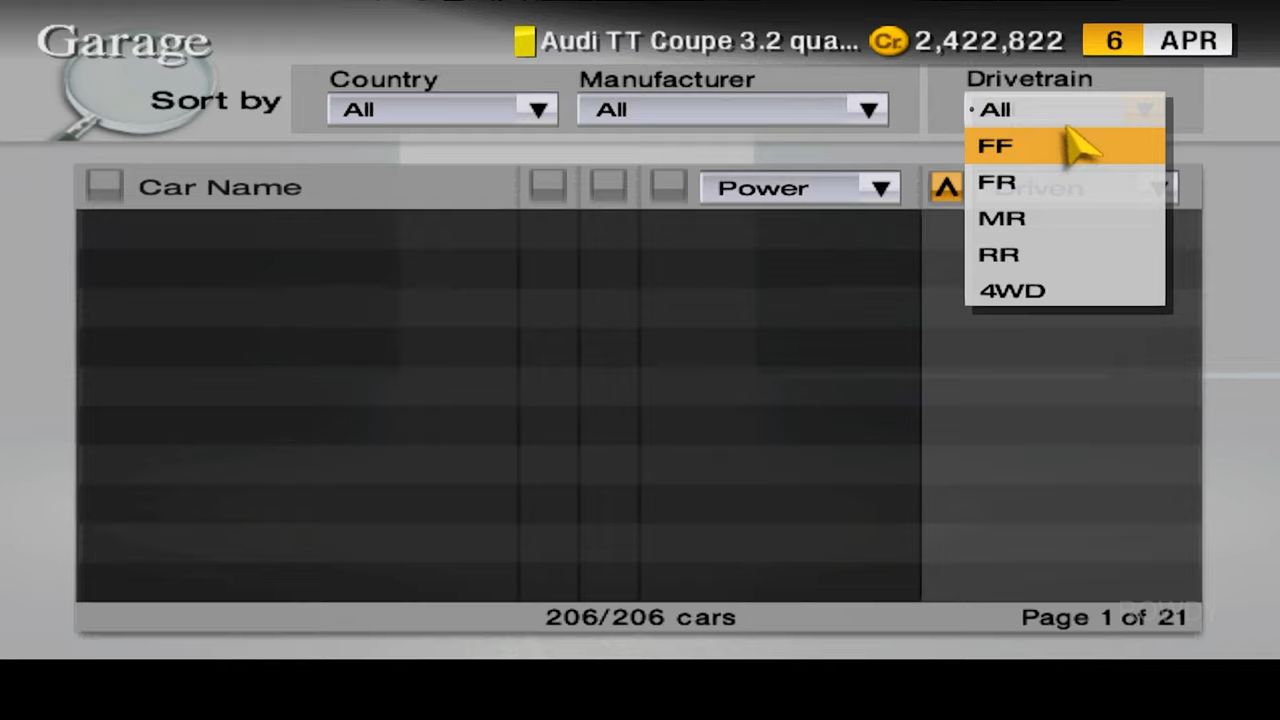 Garage
Audi TT Coupe 3.2 qua... Cr. 2,422,822 6 APR
Sort by
Country
All
Manufacturer
All
Drivetrain
All
FF
FR
MR
RR
4WD
Car Name
Power
Driven
206/206 cars
Page 1 of 21